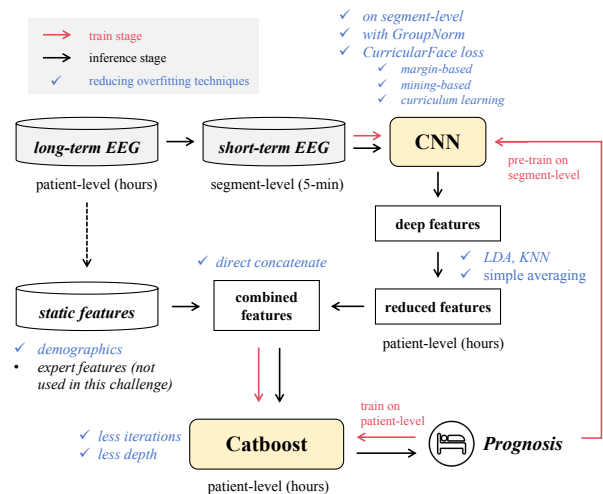 train stage
inference stage
✓ reducing overfitting techniques
✓ on segment-level
✓ with GroupNorm
✓ CurricularFace loss
✓ margin-based
✓ mining-based
✓ curriculum learning
long-term EEG
short-term EEG
CNN
patient-level (hours)
segment-level (5-min)
pre-train on
segment-level
deep features
✓ LDA, KNN
✓ simple averaging
✓ direct concatenate
static features
combined
features
reduced features
patient-level (hours)
✓ demographics
• expert features (not
used in this challenge)
✓ less iterations
✓ less depth
Catboost
train on
patient-level
Prognosis
patient-level (hours)